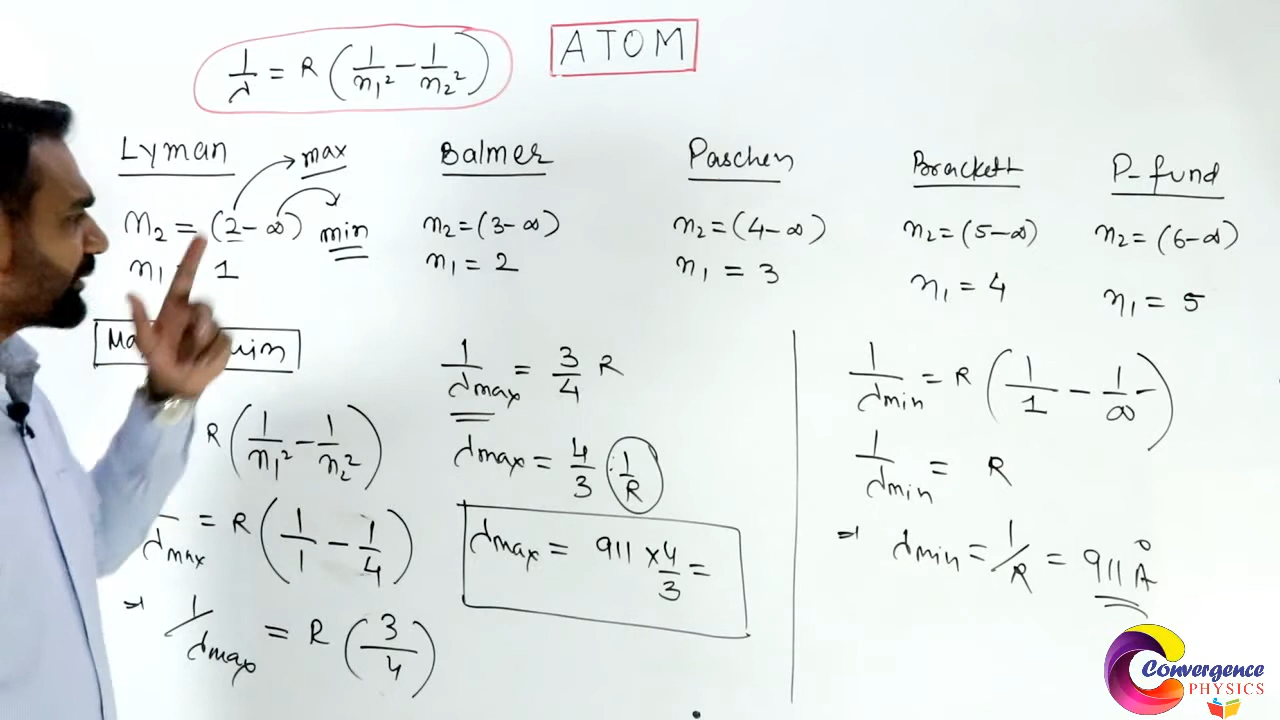 1/λ = R (1/n₁² − 1/n₂²)
ATOM
Lyman
max
n₂ = (2-∞)
min
n₁ = 1
Balmer
n₂ = (3-∞)
n₁ = 2
Paschen
n₂ = (4-∞)
n₁ = 3
Brackett
n₂ = (5-∞)
n₁ = 4
P-fund
n₂ = (6-∞)
n₁ = 5
R (1/n₁² − 1/n₂²)
λmax = R (1/1 − 1/4)
⇒ 1/λmax = R (3/4)
1/λmax = 3/4 R
λmax = 4/3 (1/R)
λmax = 911 × 4/3 =
1/λmin = R (1/1 − 1/∞)
1/λmin = R
⇒ λmin = 1/R = 911 Å
Convergence
PHYSICS